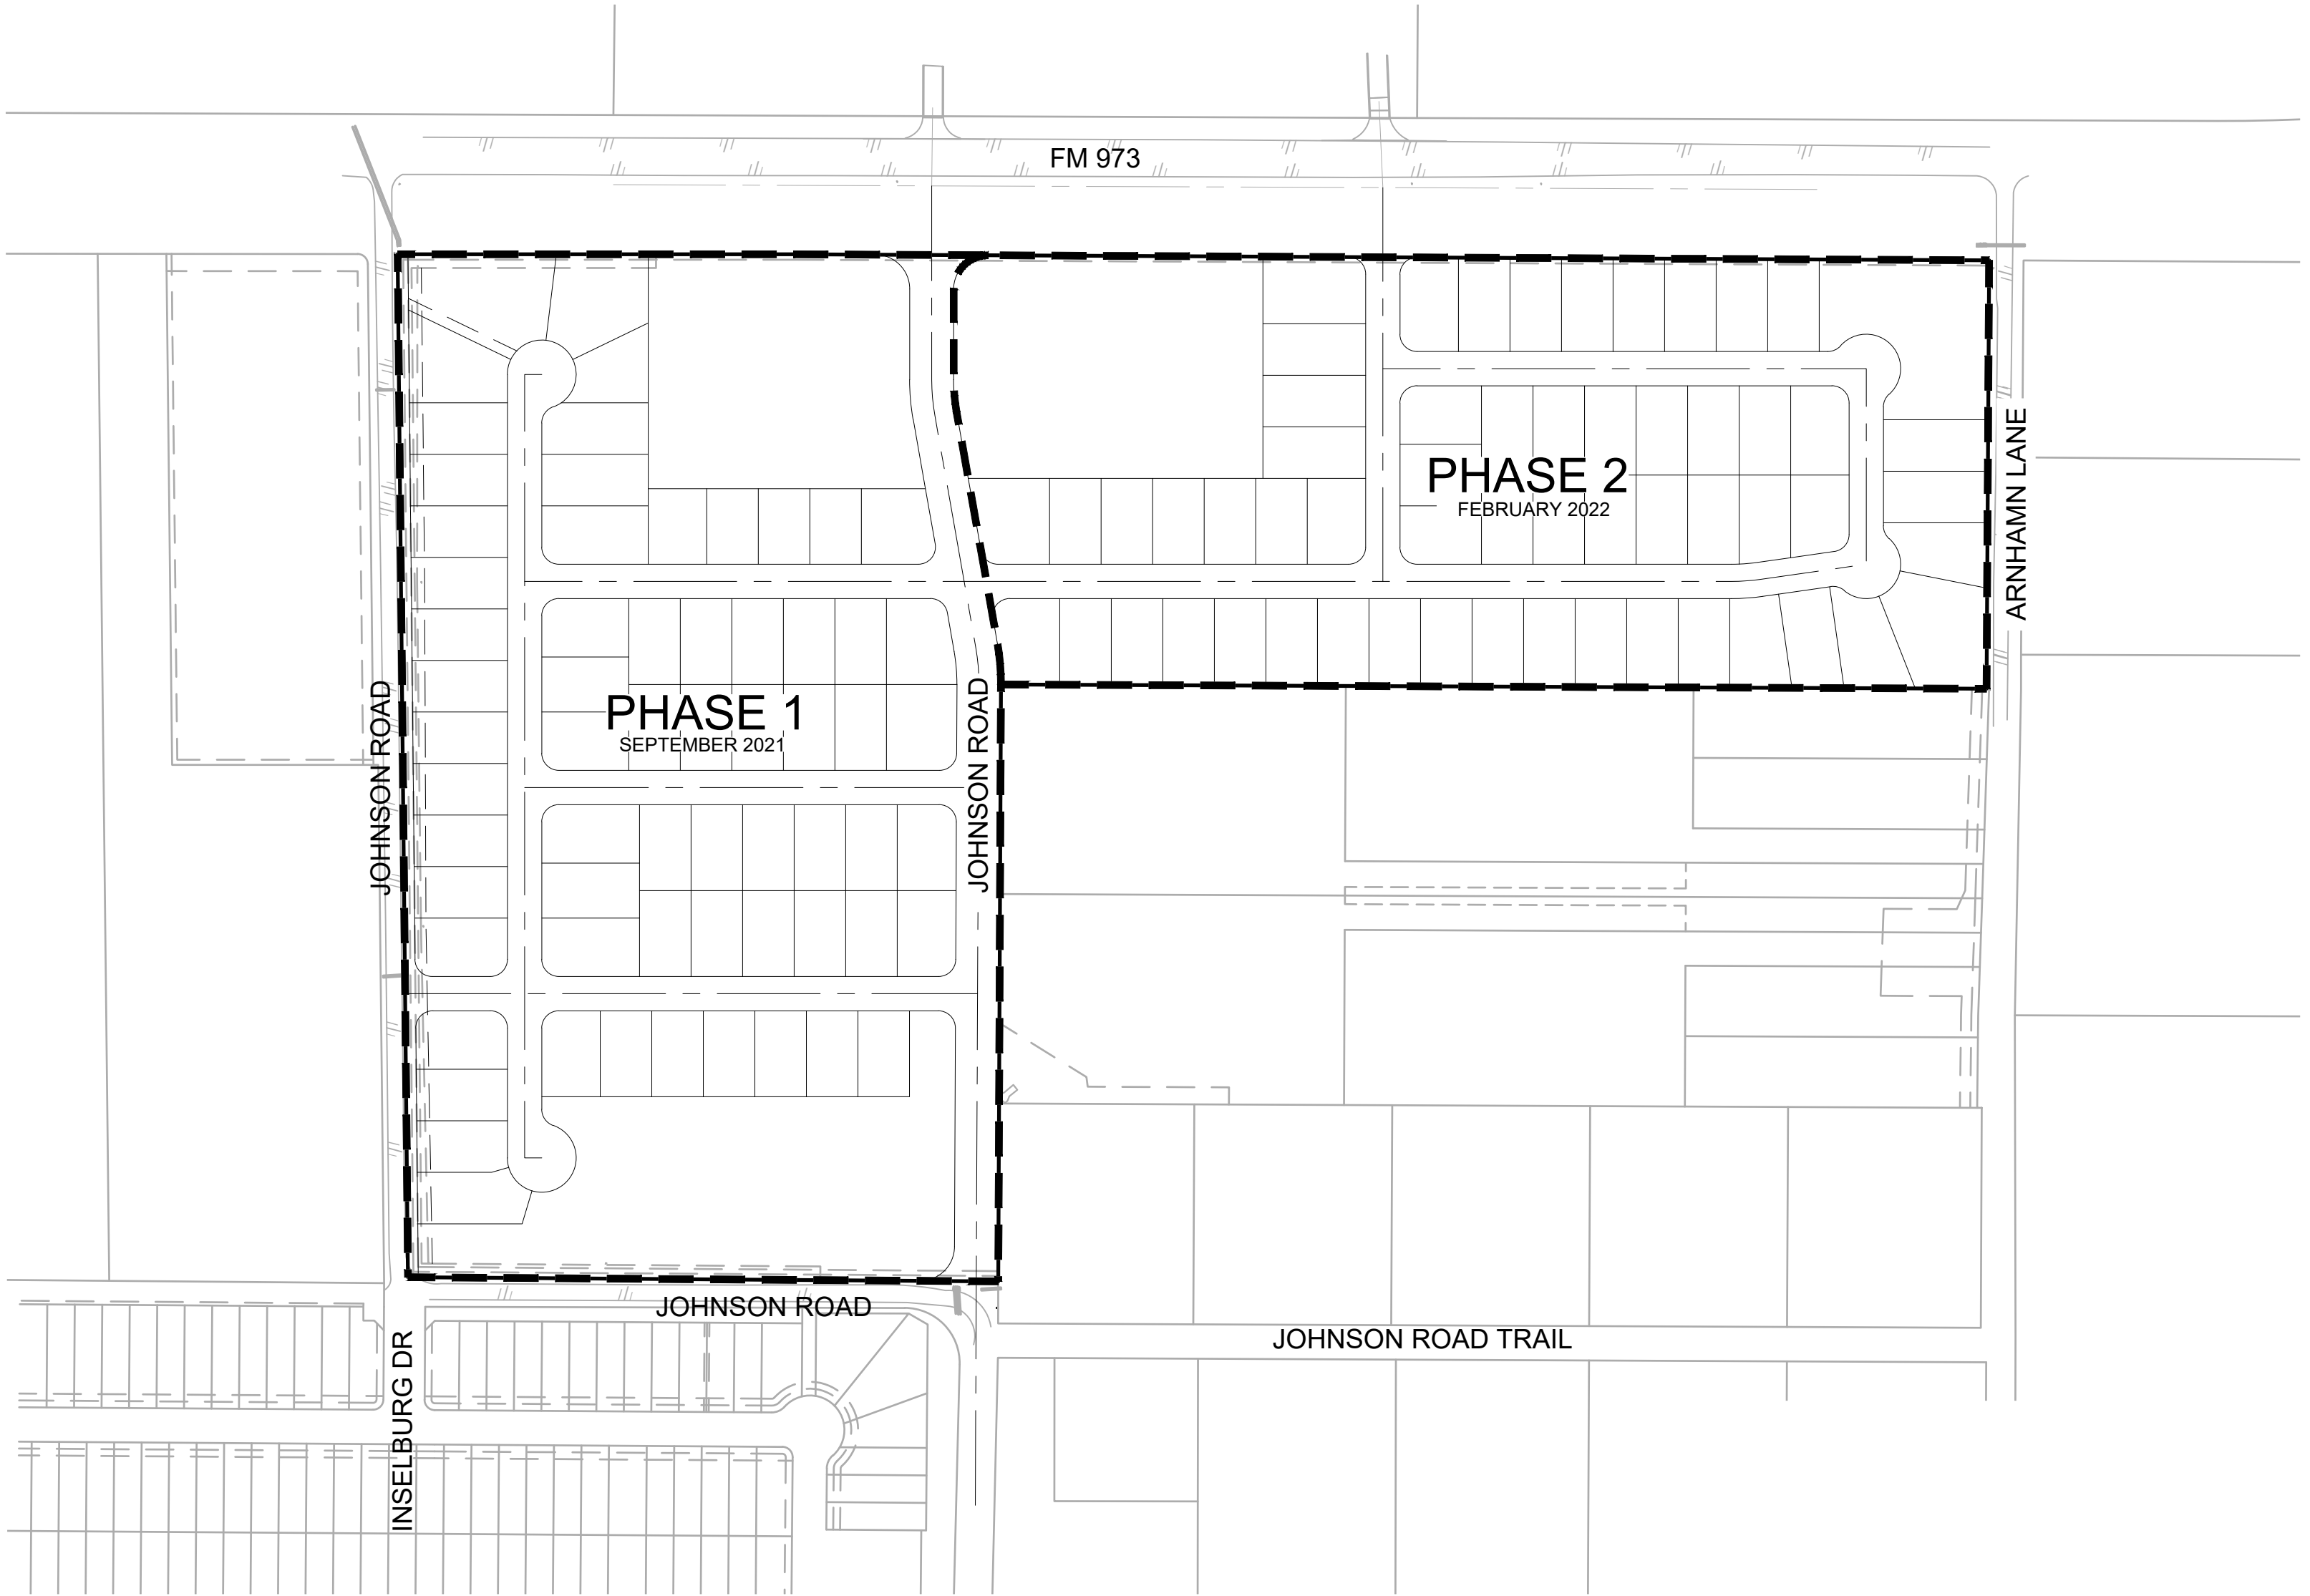 FM 973
PHASE 2
FEBRUARY 2022
ARNHAMN LANE
PHASE 1
SEPTEMBER 2021
JOHNSON ROAD
JOHNSON ROAD
JOHNSON ROAD
JOHNSON ROAD TRAIL
INSELBURG DR